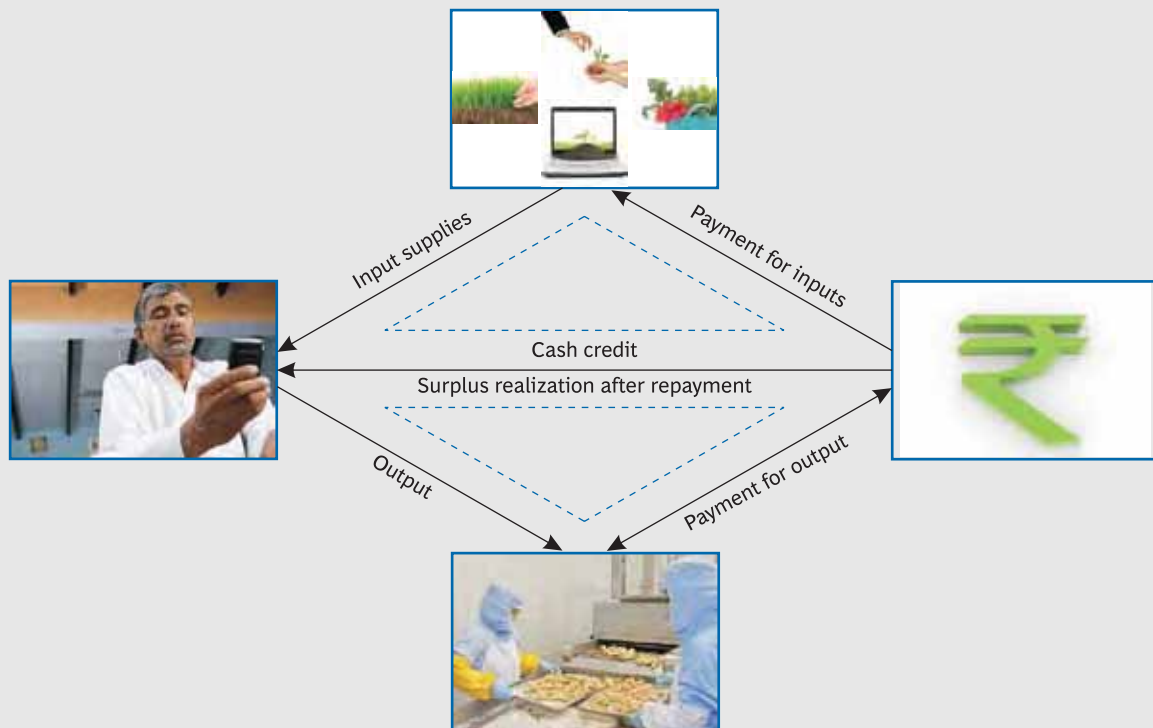 Input supplies
Payment for inputs
Cash credit
Surplus realization after repayment
Output
Payment for output